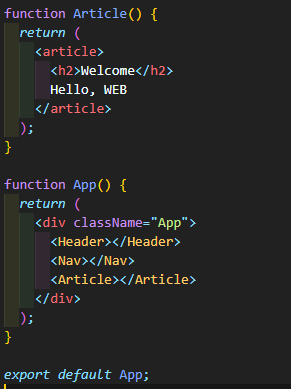 function Article() {
  return (
    <article>
      <h2>Welcome</h2>
      Hello, WEB
    </article>
  );
}

function App() {
  return (
    <div className="App">
      <Header></Header>
      <Nav></Nav>
      <Article></Article>
    </div>
  );
}

export default App;